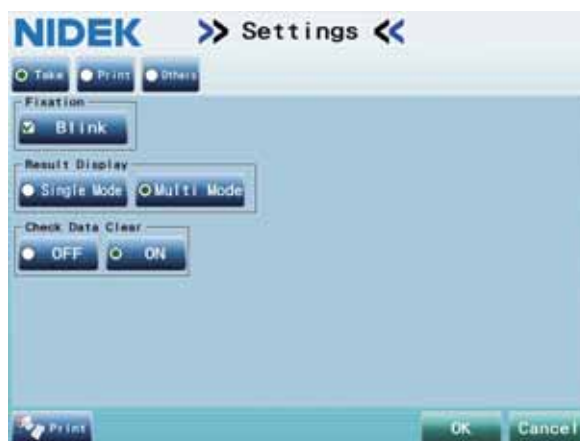 NIDEK >> Settings <<
Take Print Others
Fixation
Blink
Result Display
Single Mode Multi Mode
Check Data Clear
OFF ON
Print OK Cancel